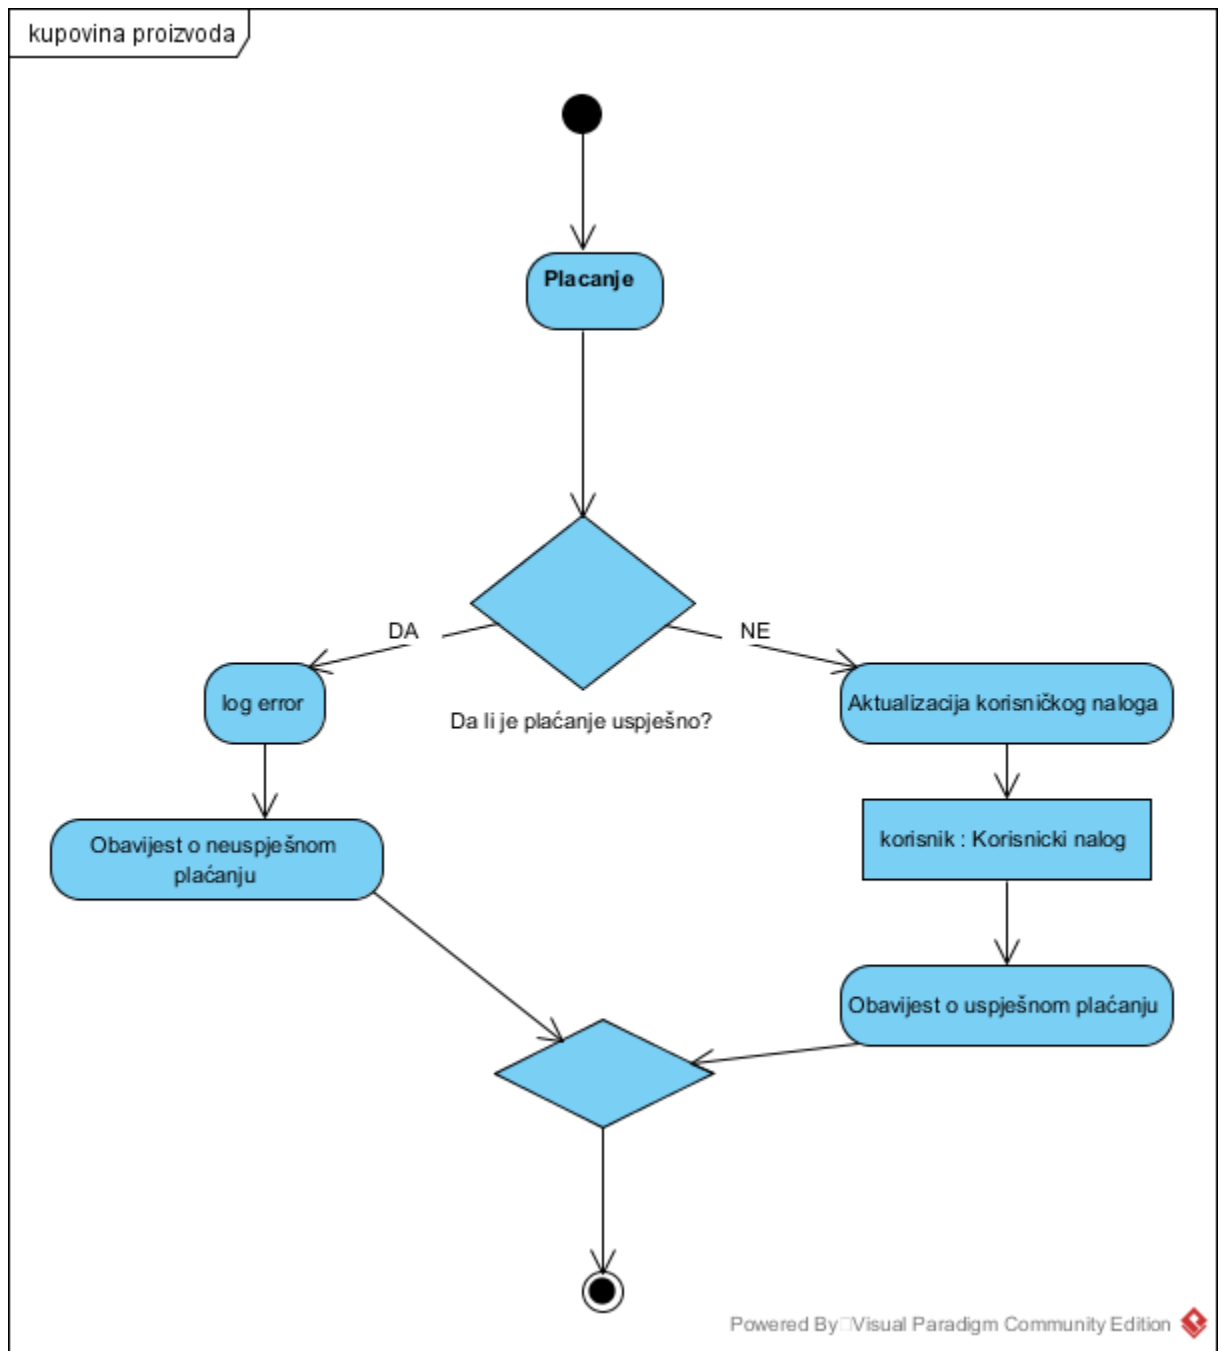 kupovina proizvoda
Placanje
DA
NE
log error
Da li je plaćanje uspješno?
Aktualizacija korisničkog naloga
Obavijest o neuspješnom
plaćanju
korisnik : Korisnicki nalog
Obavijest o uspješnom plaćanju
Powered By Visual Paradigm Community Edition